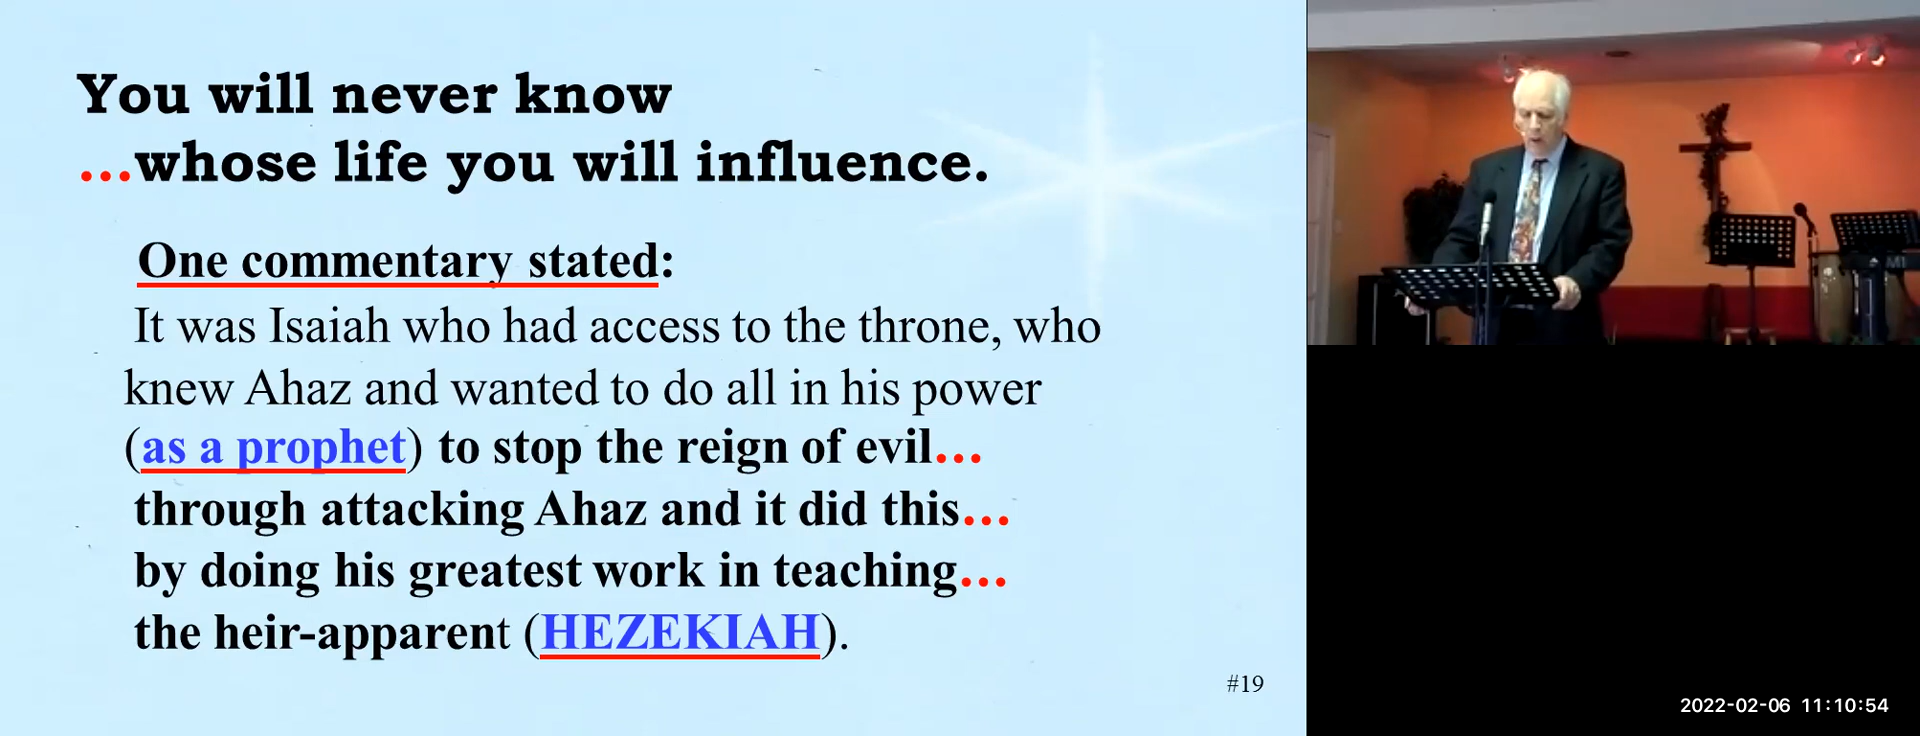 You will never know
...whose life you will influence.
One commentary stated:
It was Isaiah who had access to the throne, who
knew Ahaz and wanted to do all in his power
(as a prophet) to stop the reign of evil...
through attacking Ahaz and it did this...
by doing his greatest work in teaching...
the heir-apparent (HEZEKIAH).
#19
2022-02-06 11:10:54